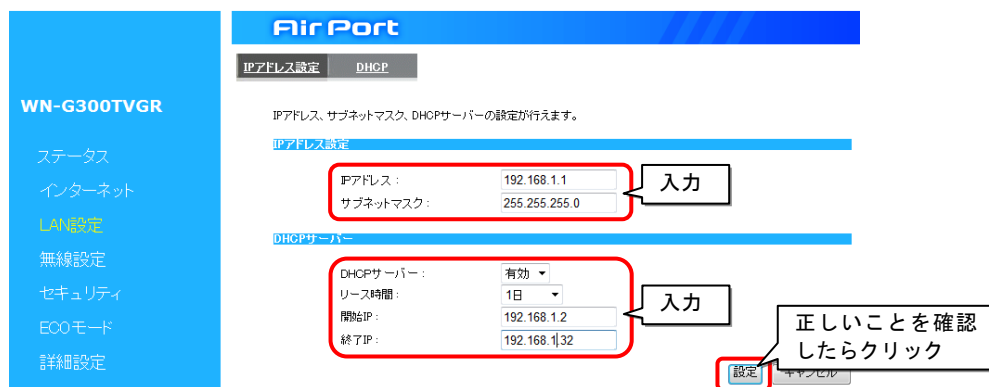 AirPort
IPアドレス設定 DHCP
WN-G300TVGR
IPアドレス、サブネットマスク、DHCPサーバーの設定が行えます。
IPアドレス設定
IPアドレス: 192.168.1.1
サブネットマスク: 255.255.255.0
入力
DHCPサーバー
DHCPサーバー: 有効
リース時間: 1日
開始IP: 192.168.1.2
終了IP: 192.168.1.32
入力
正しいことを確認
したらクリック
設定 キャンセル
ステータス
インターネット
LAN設定
無線設定
セキュリティ
ECOモード
詳細設定